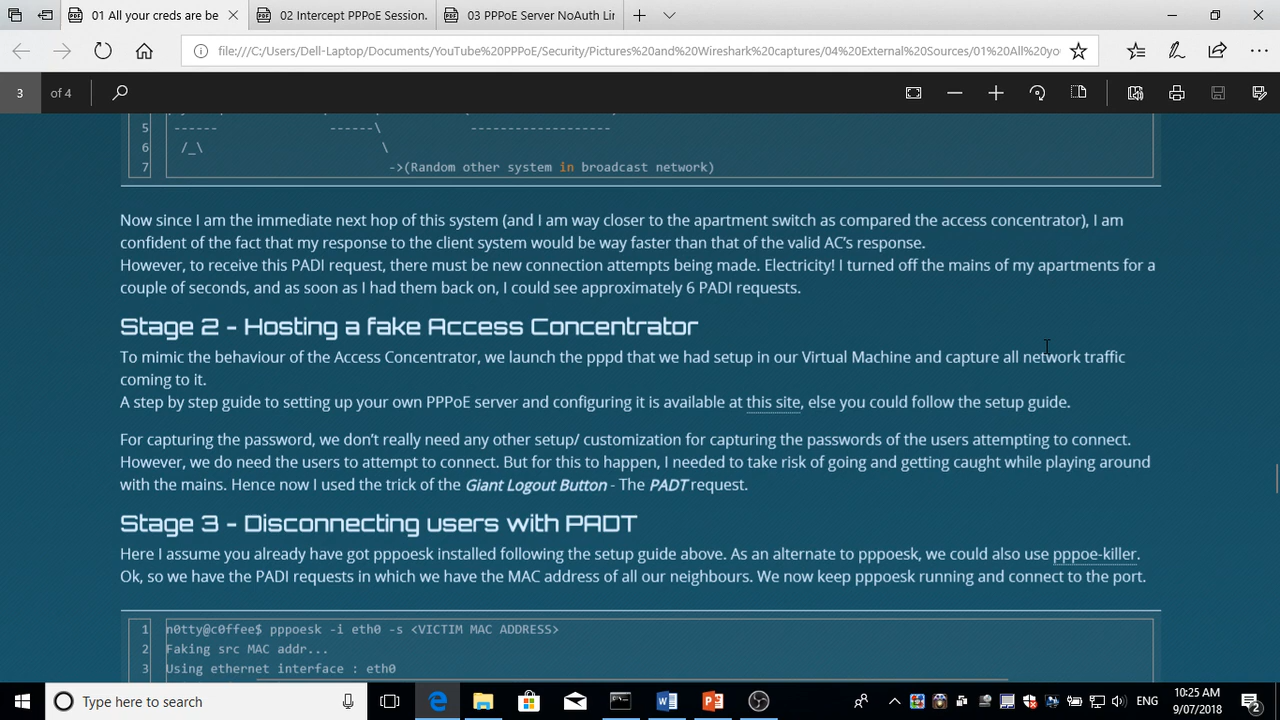 01 All your creds are be
02 Intercept PPPoE Session.
03 PPPoE Server NoAuth Lir
file:///C:/Users/Dell-Laptop/Documents/YouTube%20PPPoE/Security/Pictures%20and%20Wireshark%20captures/04%20External%20Sources/01%20All%20yo
3 of 4
5 ------ ------\ -------------------
6 /_\ \
7 ->(Random other system in broadcast network)
Now since I am the immediate next hop of this system (and I am way closer to the apartment switch as compared the access concentrator), I am
confident of the fact that my response to the client system would be way faster than that of the valid AC's response.
However, to receive this PADI request, there must be new connection attempts being made. Electricity! I turned off the mains of my apartments for a
couple of seconds, and as soon as I had them back on, I could see approximately 6 PADI requests.
Stage 2 - Hosting a fake Access Concentrator
To mimic the behaviour of the Access Concentrator, we launch the pppd that we had setup in our Virtual Machine and capture all network traffic
coming to it.
A step by step guide to setting up your own PPPoE server and configuring it is available at this site, else you could follow the setup guide.
For capturing the password, we don't really need any other setup/ customization for capturing the passwords of the users attempting to connect.
However, we do need the users to attempt to connect. But for this to happen, I needed to take risk of going and getting caught while playing around
with the mains. Hence now I used the trick of the Giant Logout Button - The PADT request.
Stage 3 - Disconnecting users with PADT
Here I assume you already have got pppoesk installed following the setup guide above. As an alternate to pppoesk, we could also use pppoe-killer.
Ok, so we have the PADI requests in which we have the MAC address of all our neighbours. We now keep pppoesk running and connect to the port.
1 n0tty@c0ffee$ pppoesk -i eth0 -s <VICTIM MAC ADDRESS>
2 Faking src MAC addr...
3 Using ethernet interface : eth0
Type here to search
ENG
10:25 AM
9/07/2018
2